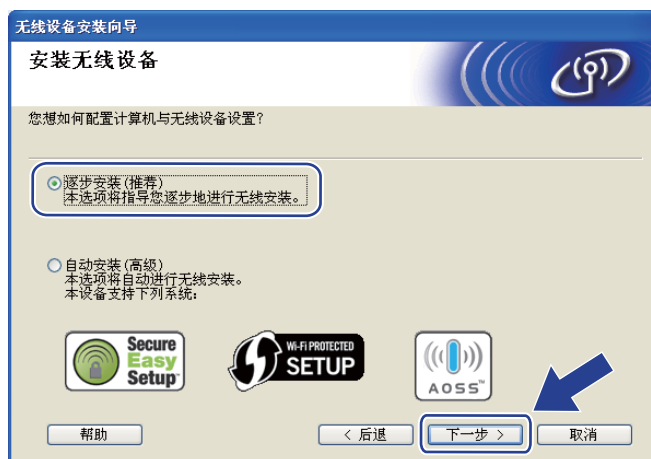 无线设备安装向导
安装无线设备
您想如何配置计算机与无线设备设置?
逐步安装(推荐)
本选项将指导您逐步地进行无线安装。
自动安装(高级)
本选项将自动进行无线安装。
本设备支持下列系统:
Secure
Easy
Setup
Wi-Fi PROTECTED
SETUP
AOSS™
帮助
< 后退
下一步 >
取消